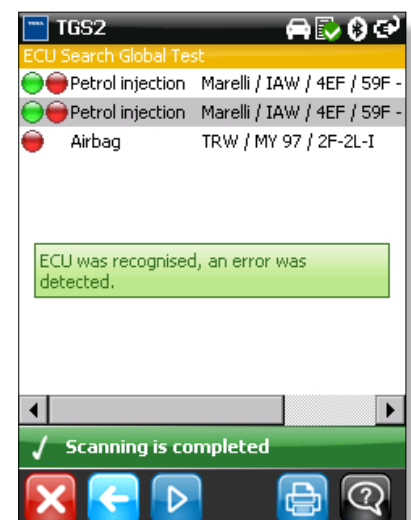 TGS2
ECU Search Global Test
Petrol injection Marelli / IAW / 4EF / 59F -
Petrol injection Marelli / IAW / 4EF / 59F -
Airbag TRW / MY 97 / 2F-2L-I
ECU was recognised, an error was
detected.
Scanning is completed